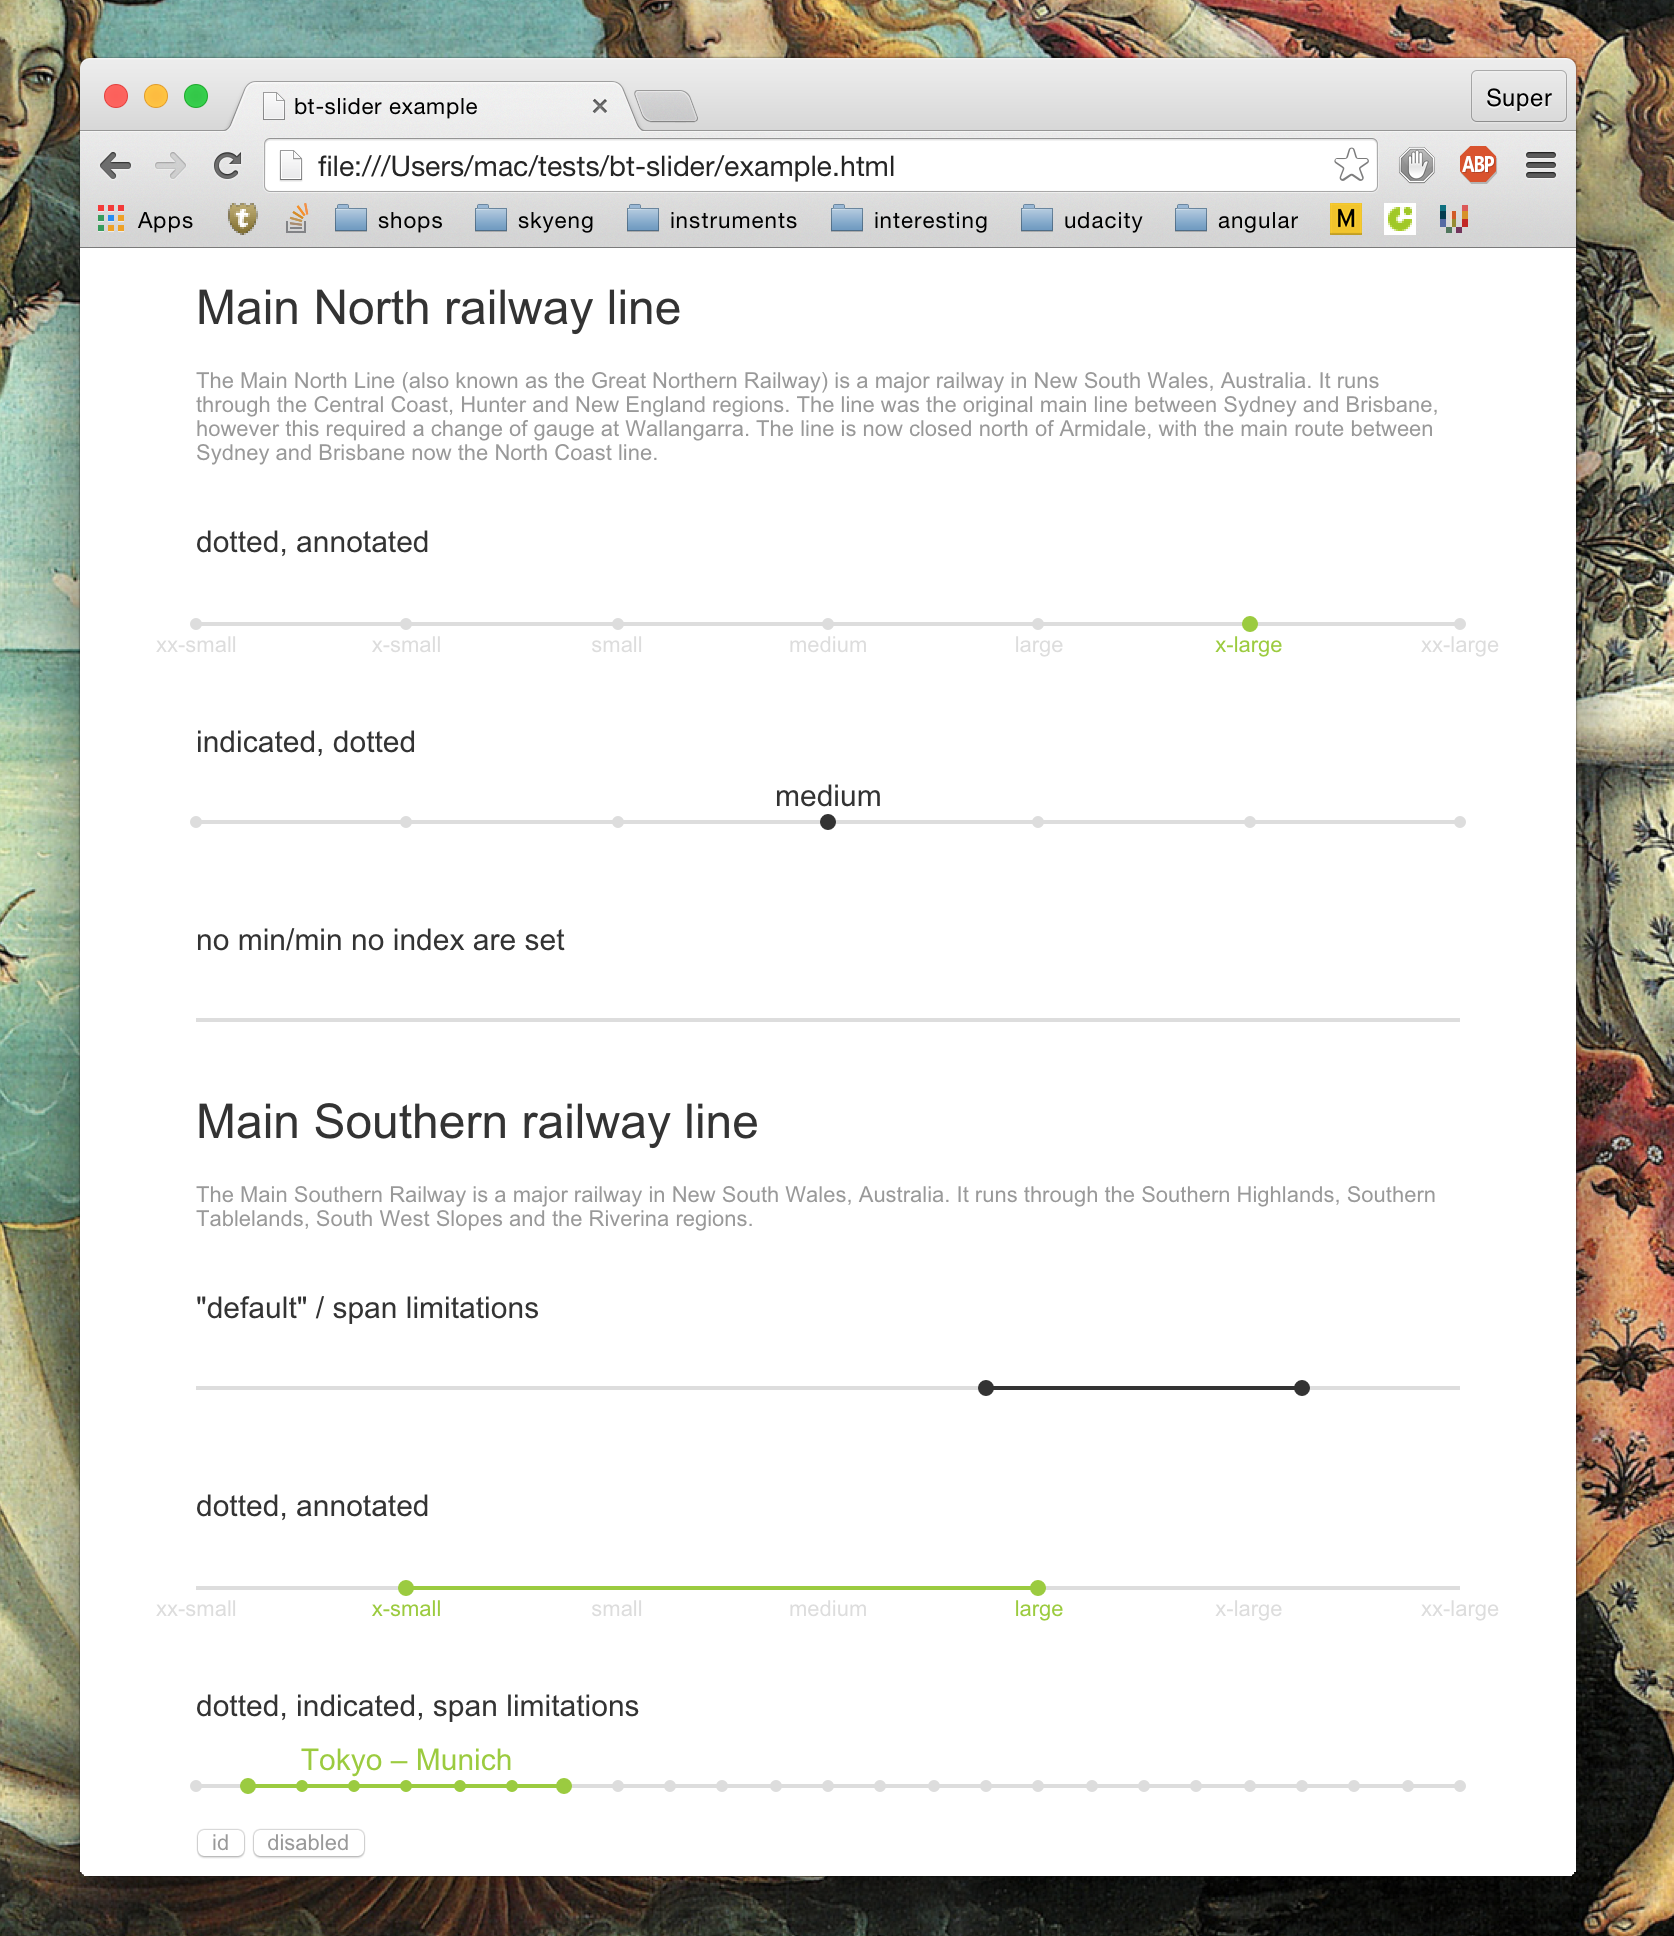 bt-slider example
Super
file:///Users/mac/tests/bt-slider/example.html
ABP
Apps t shops skyeng instruments interesting udacity angular M
Main North railway line
The Main North Line (also known as the Great Northern Railway) is a major railway in New South Wales, Australia. It runs
through the Central Coast, Hunter and New England regions. The line was the original main line between Sydney and Brisbane,
however this required a change of gauge at Wallangarra. The line is now closed north of Armidale, with the main route between
Sydney and Brisbane now the North Coast line.
dotted, annotated
xx-small x-small small medium large x-large xx-large
indicated, dotted
medium
no min/min no index are set
Main Southern railway line
The Main Southern Railway is a major railway in New South Wales, Australia. It runs through the Southern Highlands, Southern
Tablelands, South West Slopes and the Riverina regions.
"default" / span limitations
dotted, annotated
xx-small x-small small medium large x-large xx-large
dotted, indicated, span limitations
Tokyo – Munich
id disabled